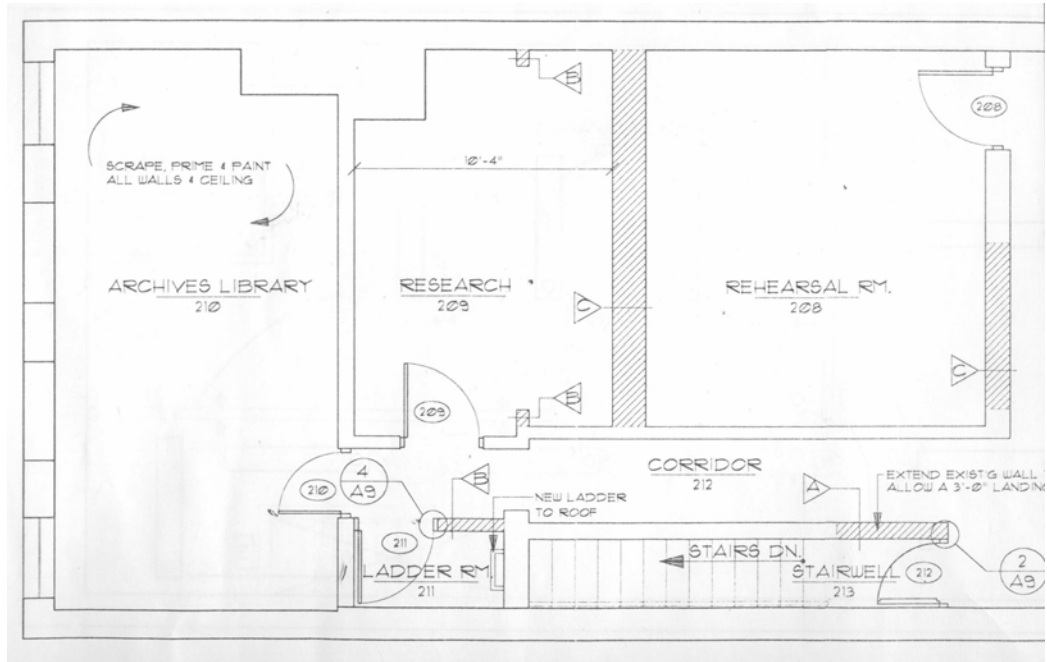 B
208
10'-4"
SCRAPE, PRIME & PAINT
ALL WALLS & CEILING
ARCHIVES LIBRARY
210
RESEARCH
209
REHEARSAL RM.
208
C
C
B
209
CORRIDOR
212
4
A9
210
B
A
EXTEND EXIST'G WALL
ALLOW A 3'-0" LANDING
NEW LADDER
TO ROOF
211
LADDER RM.
211
STAIRS DN.
STAIRWELL
213
212
2
A9